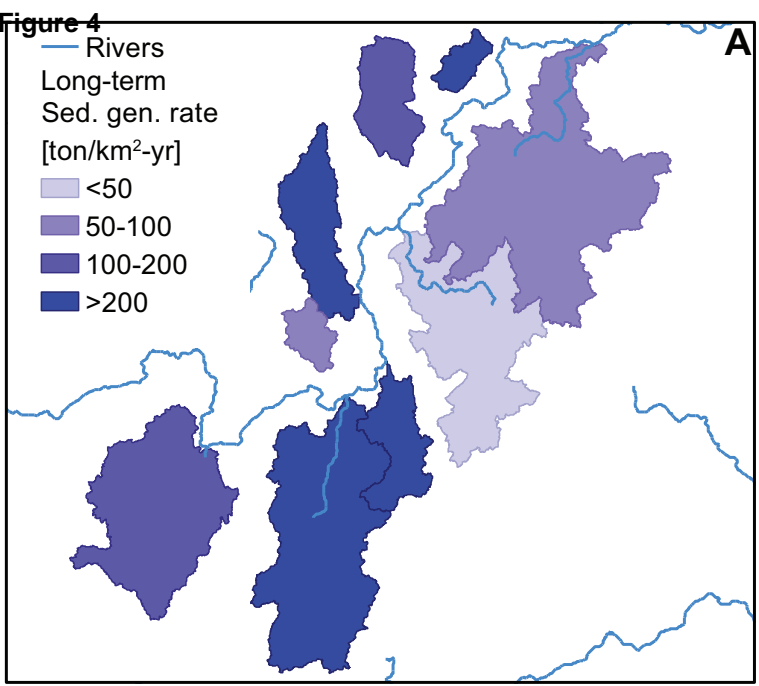 Figure 4
A
Rivers
Long-term
Sed. gen. rate
[ton/km²-yr]
<50
50-100
100-200
>200